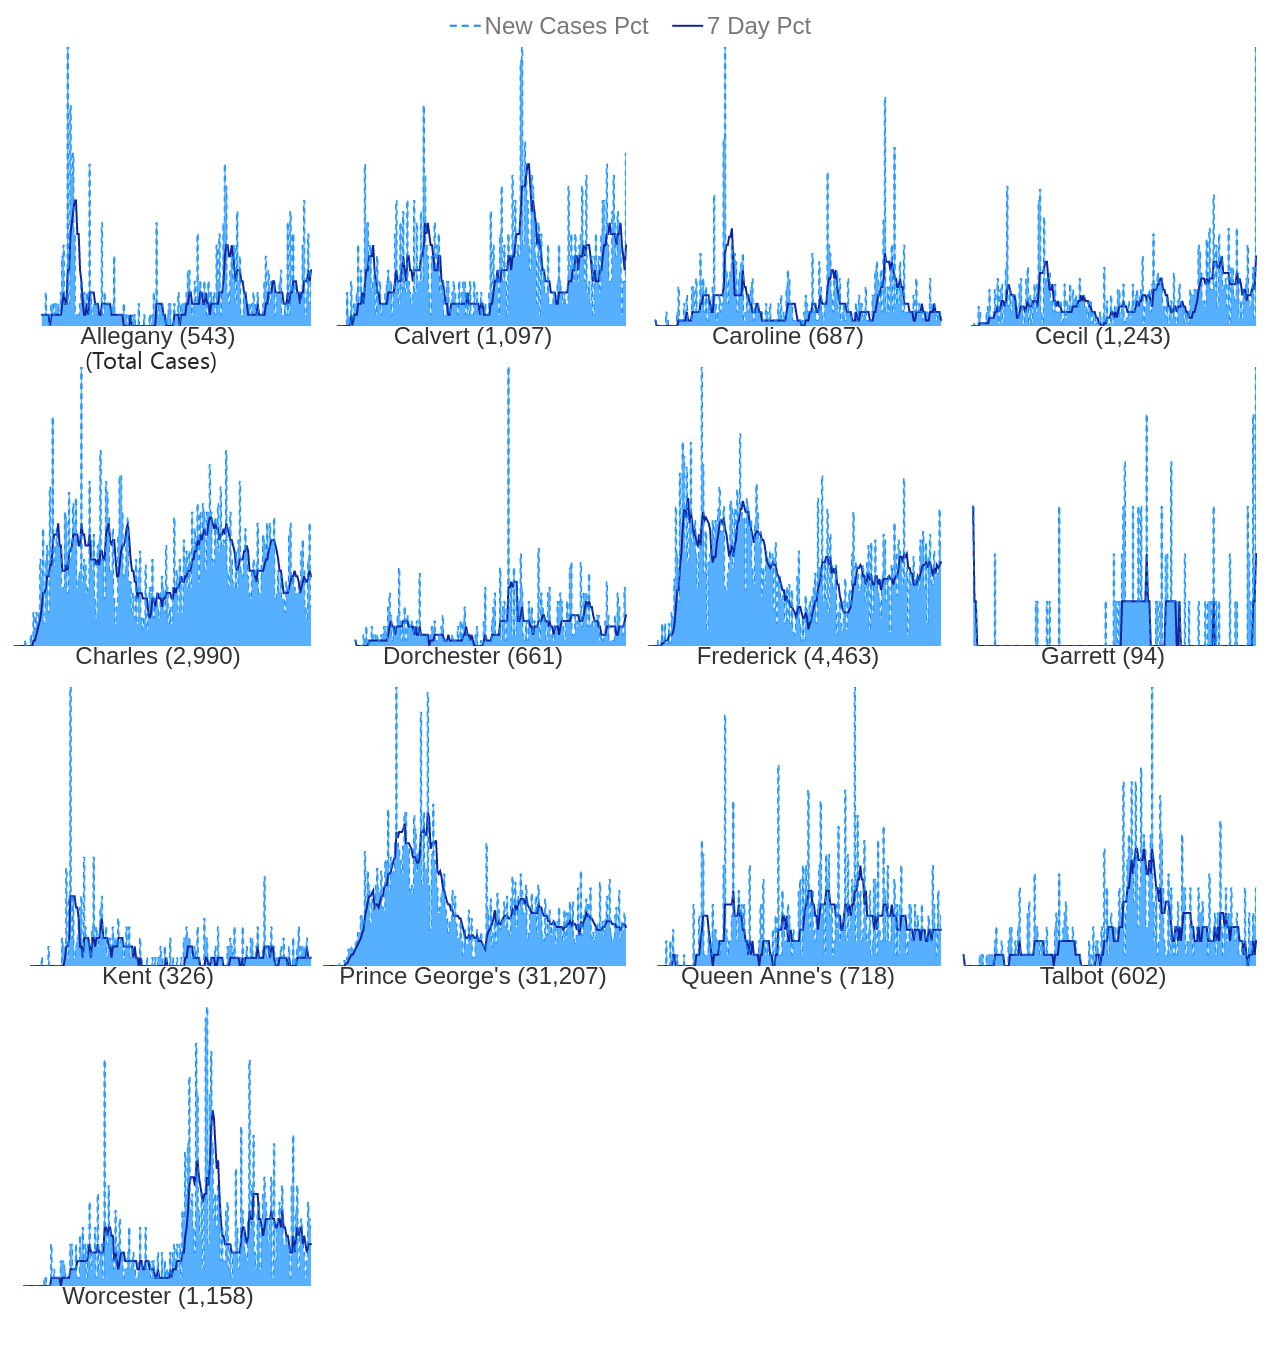 New Cases Pct 7 Day Pct
Allegany (543) Calvert (1,097) Caroline (687) Cecil (1,243)
(Total Cases)
Charles (2,990) Dorchester (661) Frederick (4,463) Garrett (94)
Kent (326) Prince George's (31,207) Queen Anne's (718) Talbot (602)
Worcester (1,158)